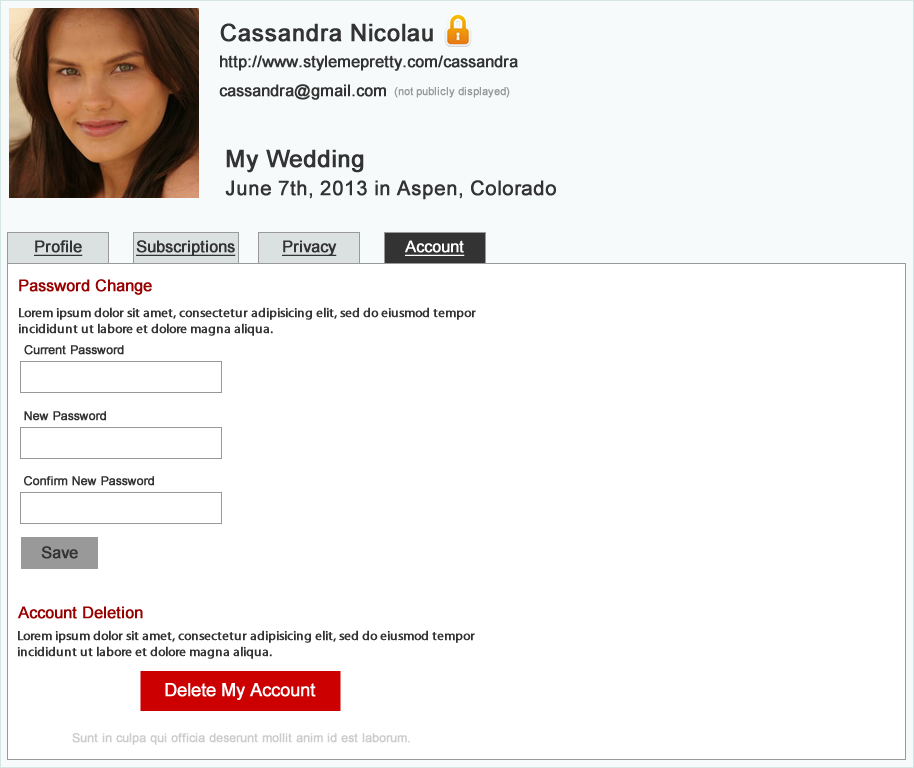 Cassandra Nicolau
http://www.stylemepretty.com/cassandra
cassandra@gmail.com (not publicly displayed)
My Wedding
June 7th, 2013 in Aspen, Colorado
Profile Subscriptions Privacy Account
Password Change
Lorem ipsum dolor sit amet, consectetur adipisicing elit, sed do eiusmod tempor
incididunt ut labore et dolore magna aliqua.
Current Password
New Password
Confirm New Password
Save
Account Deletion
Lorem ipsum dolor sit amet, consectetur adipisicing elit, sed do eiusmod tempor
incididunt ut labore et dolore magna aliqua.
Delete My Account
Sunt in culpa qui officia deserunt mollit anim id est laborum.